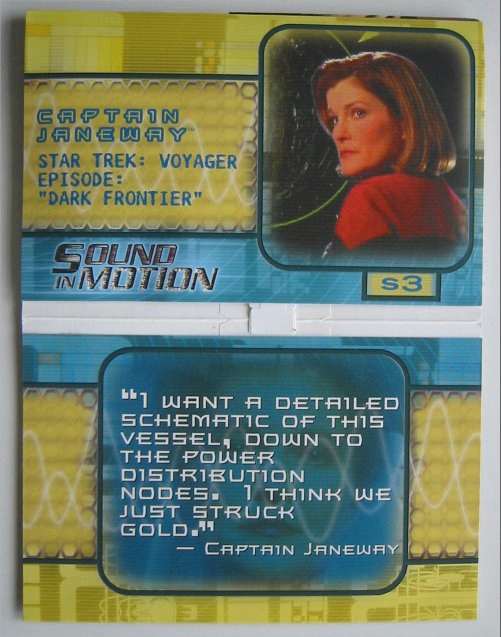 CAPTAIN
JANEWAY™
STAR TREK: VOYAGER
EPISODE:
"DARK FRONTIER"
SOUND
IN MOTION
S3
"I WANT A DETAILED
SCHEMATIC OF THIS
VESSEL, DOWN TO
THE POWER
DISTRIBUTION
NODES. I THINK WE
JUST STRUCK
GOLD."
— CAPTAIN JANEWAY